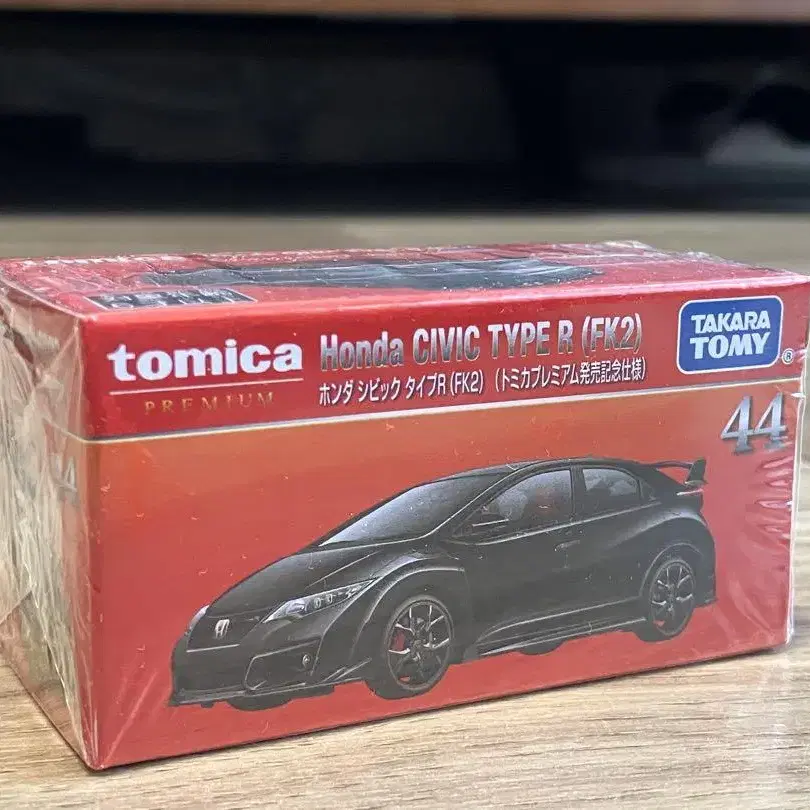 tomica
PREMIUM
Honda CIVIC TYPE R (FK2)
ホンダ シビック タイプR (FK2) (トミカプレミアム発売記念仕様)
TAKARA
TOMY
®
44